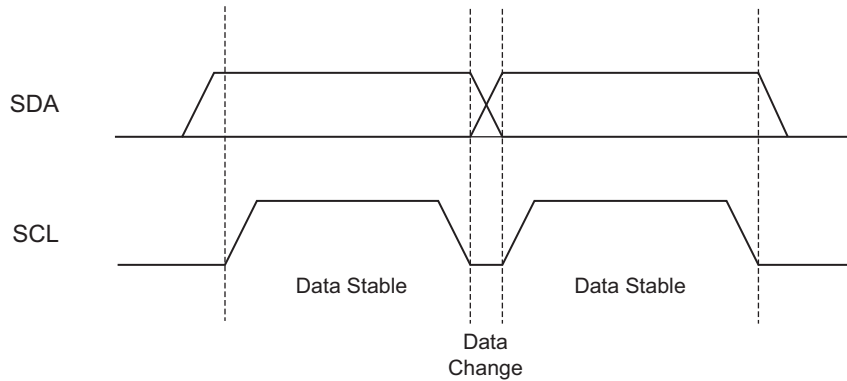 SDA
SCL
Data Stable
Data Stable
Data
Change